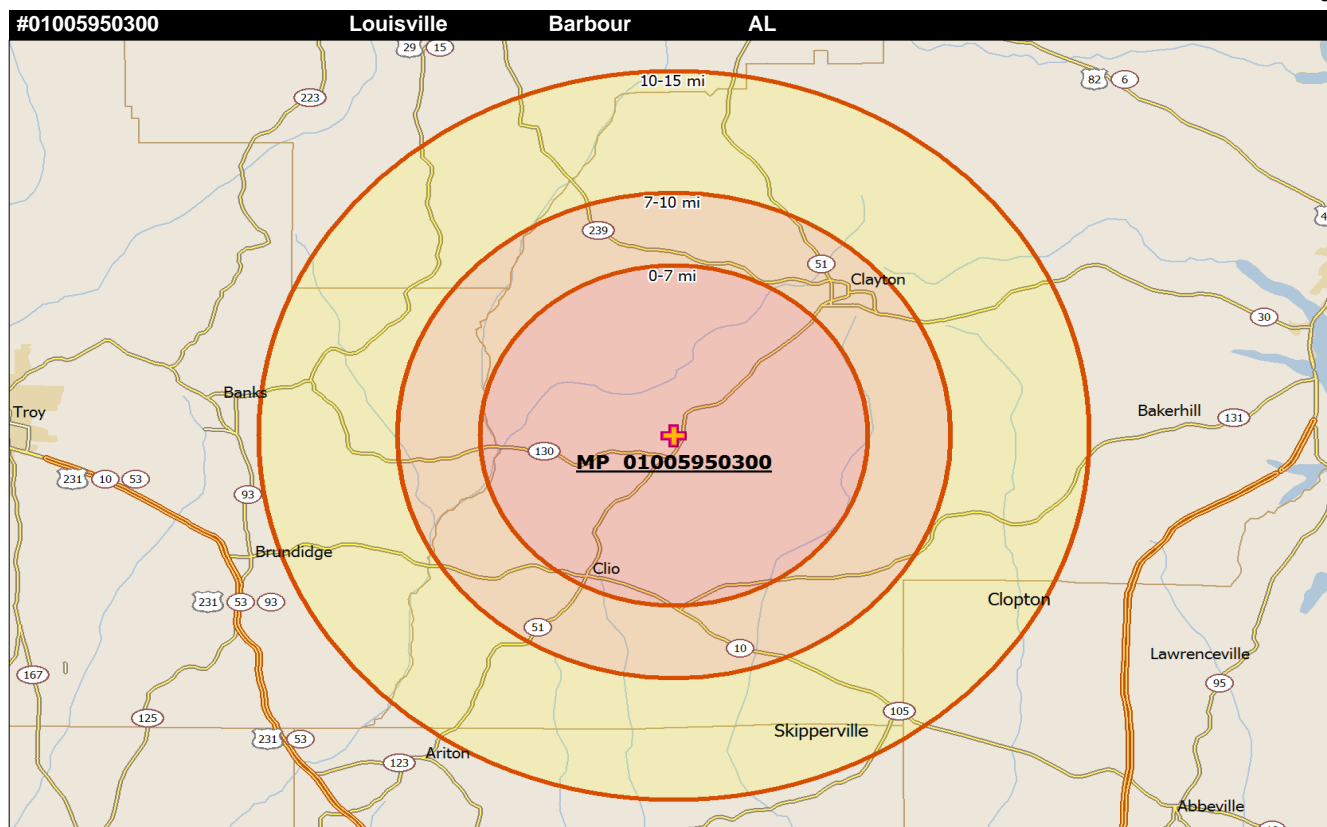 #01005950300 Louisville Barbour AL
29 15
10-15 mi
82 6
223
7-10 mi
239
0-7 mi
51
Clayton
30
Banks
Troy
Bakerhill
131
130
MP 01005950300
231 10 53
93
Brundidge
Clio
231 53 93
Clopton
51
10
Lawrenceville
167
95
125
105
Skipperville
231 53
Ariton
123
Abbeville